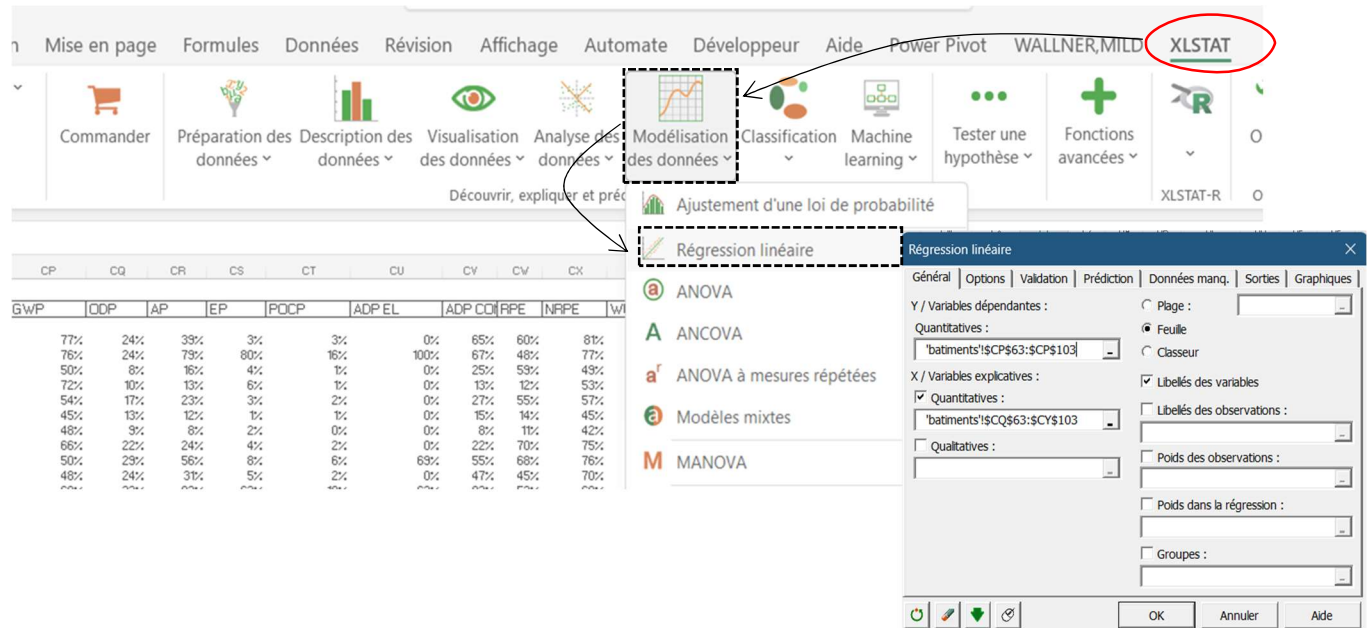 Mise en page Formules Données Révision Affichage Automate Développeur Aide Power Pivot WALLNER,MILD XLSTAT
Commander
Préparation des données
Description des données
Visualisation des données
Analyse des données
Modélisation des données
Classification
Machine learning
Tester une hypothèse
Fonctions avancées
R
Découvrir, expliquer et préd
XLSTAT-R
Ajustement d'une loi de probabilité
Régression linéaire
ANOVA
ANCOVA
ANOVA à mesures répétées
Modèles mixtes
MANOVA
CP CQ CR CS CT CU CV CW CX
GWP ODP AP EP POCP ADP EL ADP COM RPE NRPE
77% 24% 39% 3% 3% 0% 65% 60% 81%
76% 24% 79% 80% 16% 100% 67% 48% 77%
50% 8% 16% 4% 1% 0% 25% 59% 49%
72% 10% 13% 6% 1% 0% 13% 12% 53%
54% 17% 23% 3% 2% 0% 27% 55% 57%
45% 13% 12% 1% 1% 0% 15% 14% 45%
48% 9% 8% 2% 0% 0% 8% 11% 42%
66% 22% 24% 4% 2% 0% 22% 70% 75%
50% 29% 56% 8% 6% 69% 55% 68% 76%
48% 24% 31% 5% 2% 0% 47% 45% 70%
Régression linéaire
Général Options Validation Prédiction Données manq. Sorties Graphiques
Y / Variables dépendantes :
Quantitatives :
'batiments'!$CP$63:$CP$103
X / Variables explicatives :
Quantitatives :
'batiments'!$CQ$63:$CY$103
Qualitatives :
Plage :
Feuille
Classeur
Libellés des variables
Libellés des observations :
Poids des observations :
Poids dans la régression :
Groupes :
OK Annuler Aide